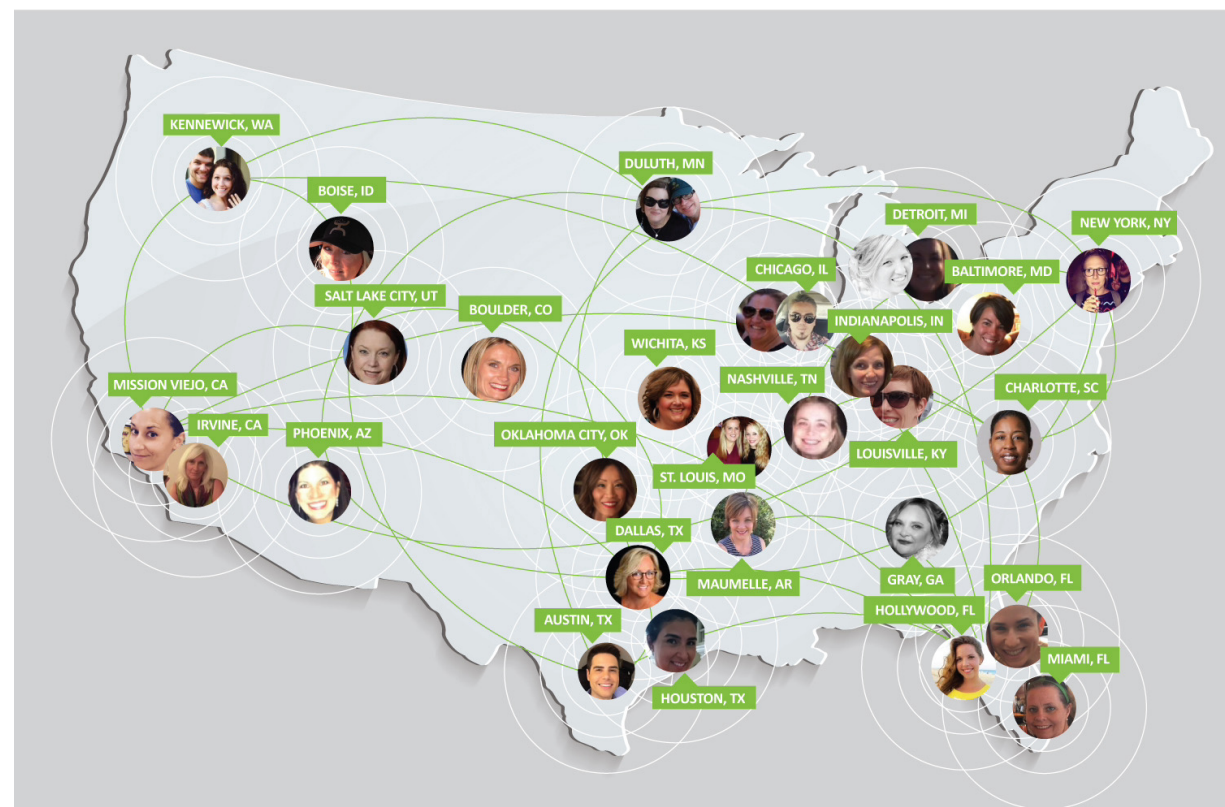 KENNEWICK, WA
DULUTH, MN
BOISE, ID
DETROIT, MI
NEW YORK, NY
CHICAGO, IL
BALTIMORE, MD
SALT LAKE CITY, UT
BOULDER, CO
INDIANAPOLIS, IN
WICHITA, KS
NASHVILLE, TN
MISSION VIEJO, CA
CHARLOTTE, SC
IRVINE, CA
PHOENIX, AZ
OKLAHOMA CITY, OK
LOUISVILLE, KY
ST. LOUIS, MO
DALLAS, TX
MAUMELLE, AR
GRAY, GA
ORLANDO, FL
HOLLYWOOD, FL
AUSTIN, TX
MIAMI, FL
HOUSTON, TX